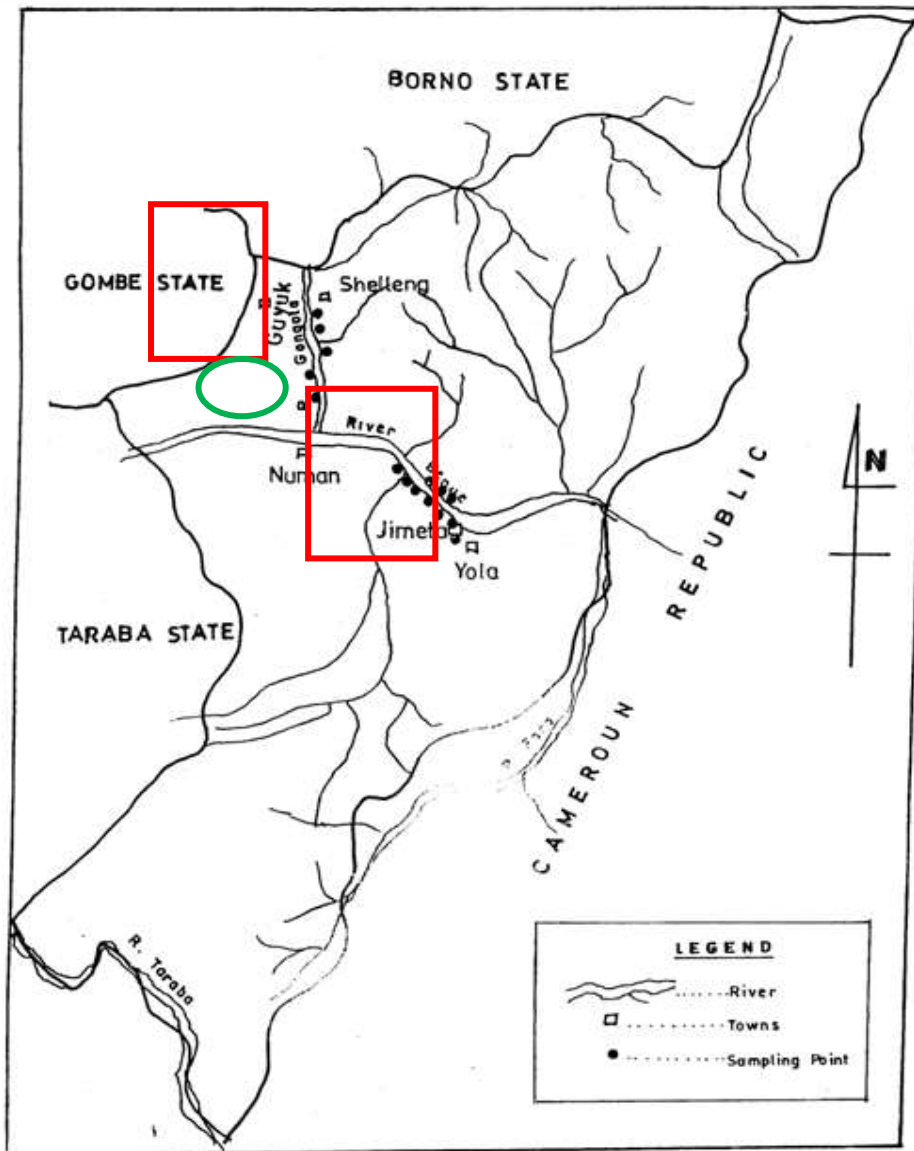 BORNO STATE
GOMBE STATE
Shelleng
GUYUK
Gongola
River
Benue
Numan
Jimeta
Yola
TARABA STATE
N
CAMEROUN REPUBLIC
R. Taraba
LEGEND
River
Towns
Sampling Point